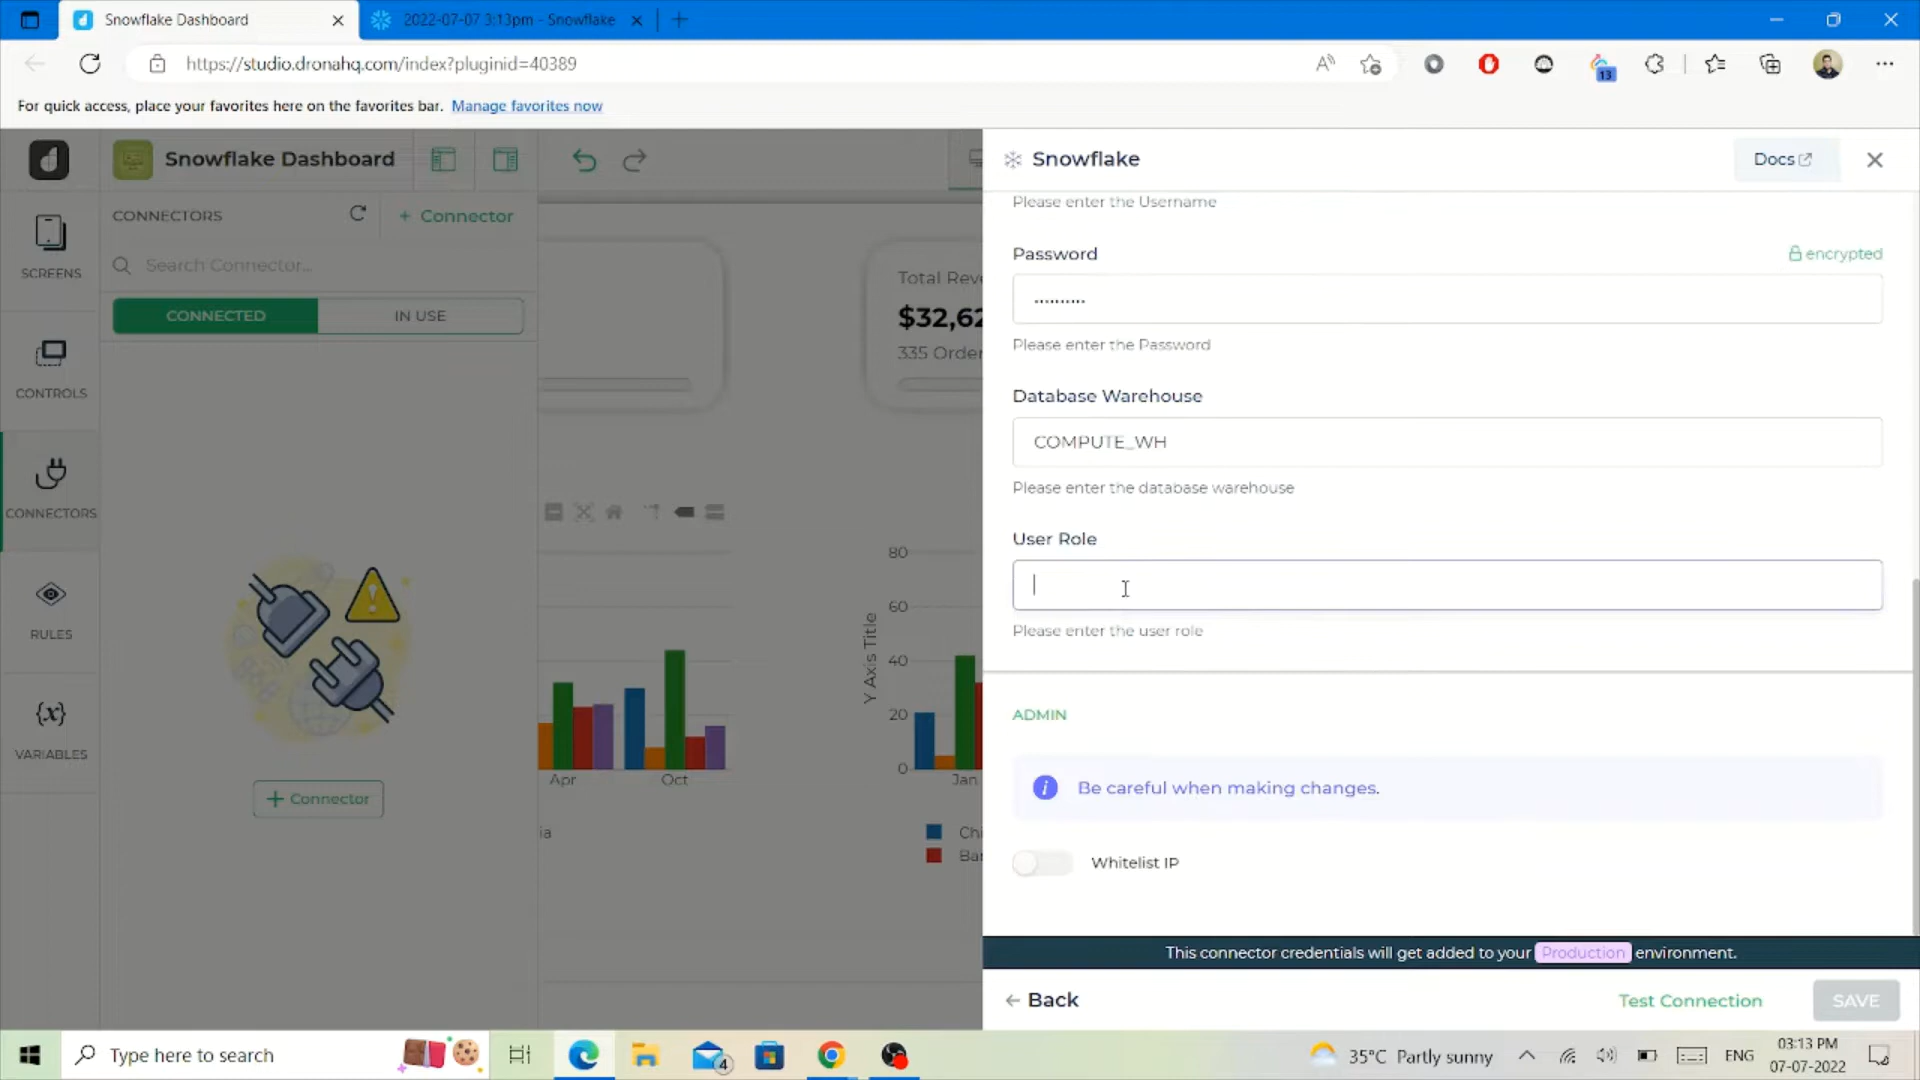 Snowflake Dashboard
2022-07-07 3:13pm - Snowflake
https://studio.dronahq.com/index?pluginid=40389
13
For quick access, place your favorites here on the favorites bar. Manage favorites now
Snowflake Dashboard
CONNECTORS
+ Connector
Search Connector...
CONNECTED
IN USE
SCREENS
CONTROLS
CONNECTORS
RULES
{x}
VARIABLES
+ Connector
Total Reve
$32,62
335 Order
80
60
40
20
0
Y Axis Title
Apr
Oct
Jan
ia
Chi
Bar
Snowflake
Docs
Please enter the Username
Password
encrypted
••••••••••
Please enter the Password
Database Warehouse
COMPUTE_WH
Please enter the database warehouse
User Role
Please enter the user role
ADMIN
Be careful when making changes.
Whitelist IP
This connector credentials will get added to your Production environment.
← Back
Test Connection
SAVE
Type here to search
4
35°C Partly sunny
ENG
03:13 PM
07-07-2022